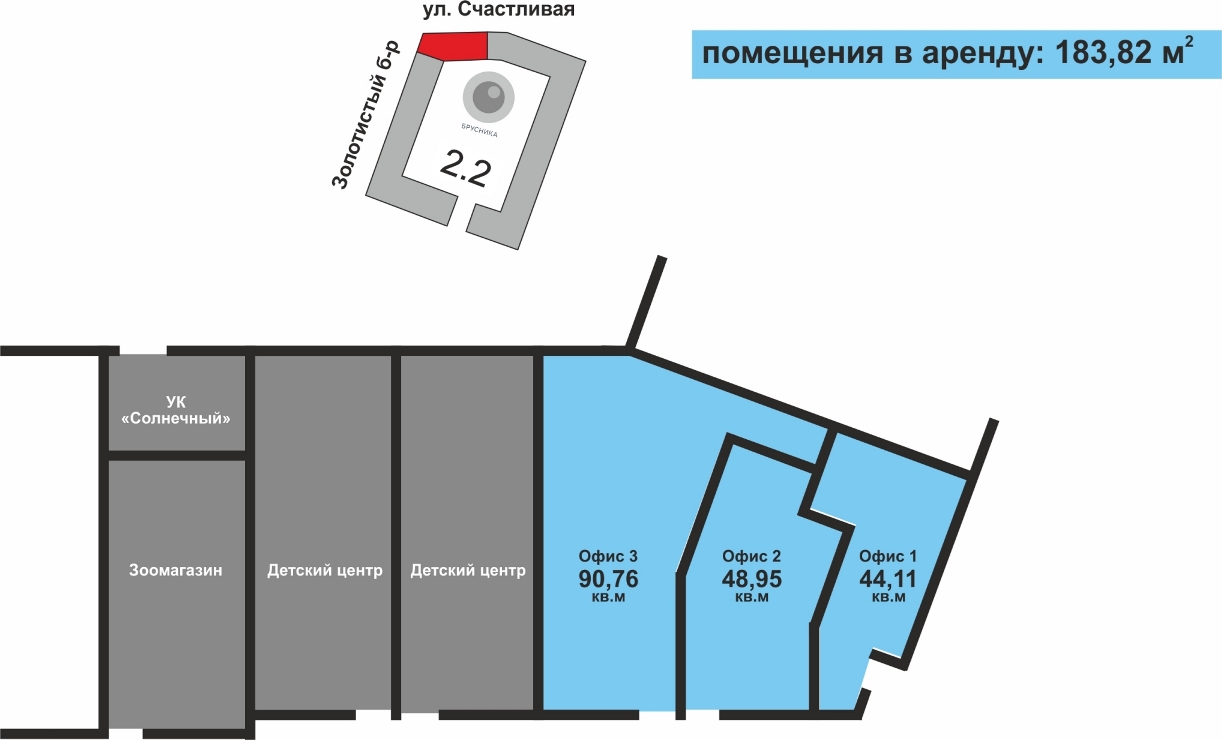 ул. Счастливая
Золотистый б-р
БРУСНИКА
2.2
помещения в аренду: 183,82 м²
УК
«Солнечный»
Зоомагазин
Детский центр
Детский центр
Офис 3
90,76
кв.м
Офис 2
48,95
кв.м
Офис 1
44,11
кв.м